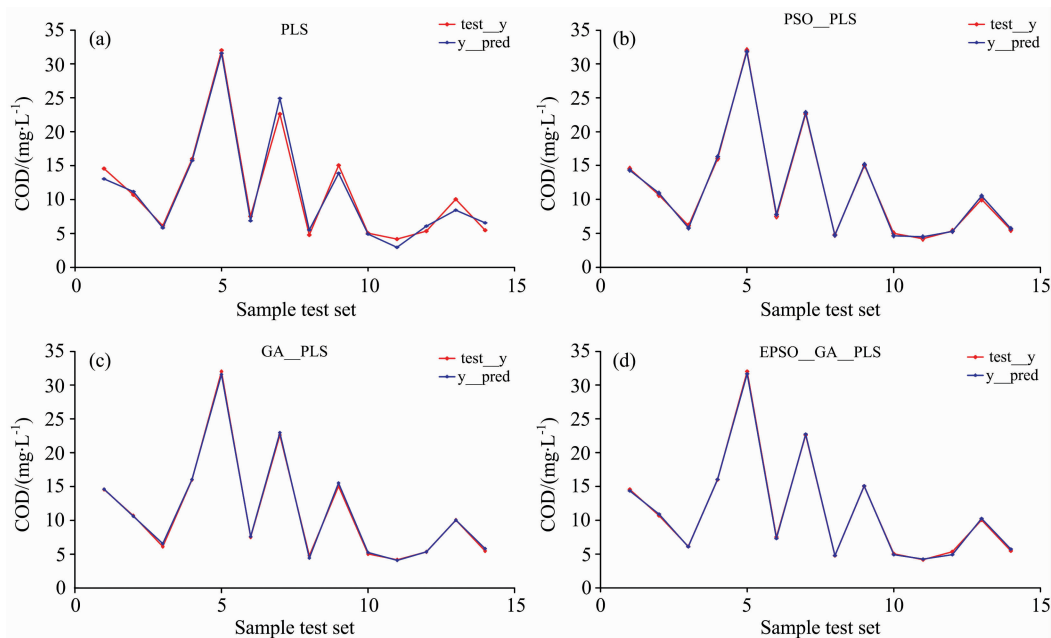 (a)
PLS
test__y
y__pred
35
30
25
20
15
10
5
0
COD/(mg·L⁻¹)
0 5 10 15
Sample test set
(b)
PSO__PLS
test__y
y__pred
35
30
25
20
15
10
5
0
COD/(mg·L⁻¹)
0 5 10 15
Sample test set
(c)
GA__PLS
test__y
y__pred
35
30
25
20
15
10
5
0
COD/(mg·L⁻¹)
0 5 10 15
Sample test set
(d)
EPSO__GA__PLS
test__y
y__pred
35
30
25
20
15
10
5
0
COD/(mg·L⁻¹)
0 5 10 15
Sample test set